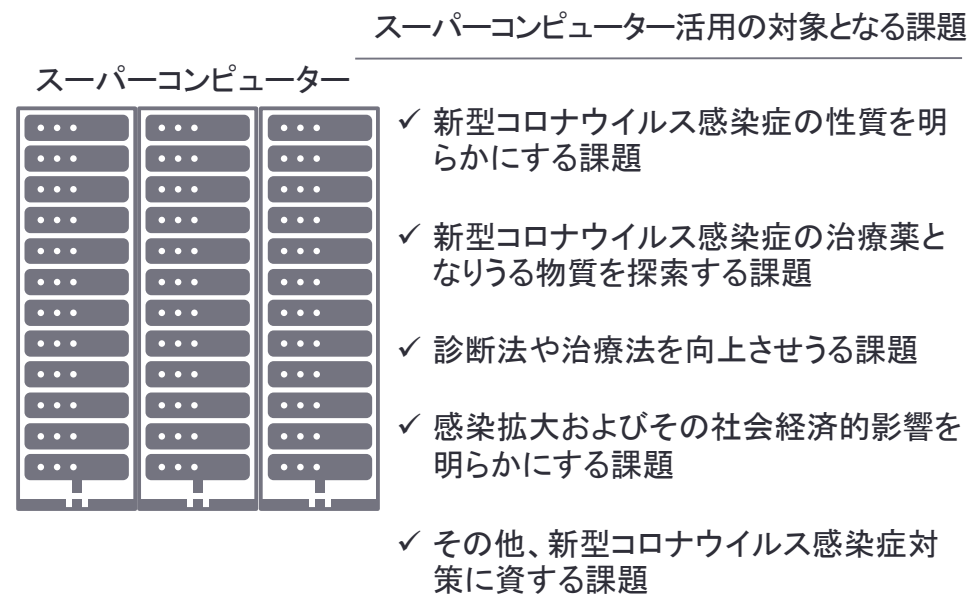 スーパーコンピューター活用の対象となる課題
スーパーコンピューター
✓ 新型コロナウイルス感染症の性質を明
らかにする課題
✓ 新型コロナウイルス感染症の治療薬と
なりうる物質を探索する課題
✓ 診断法や治療法を向上させうる課題
✓ 感染拡大およびその社会経済的影響を
明らかにする課題
✓ その他、新型コロナウイルス感染症対
策に資する課題